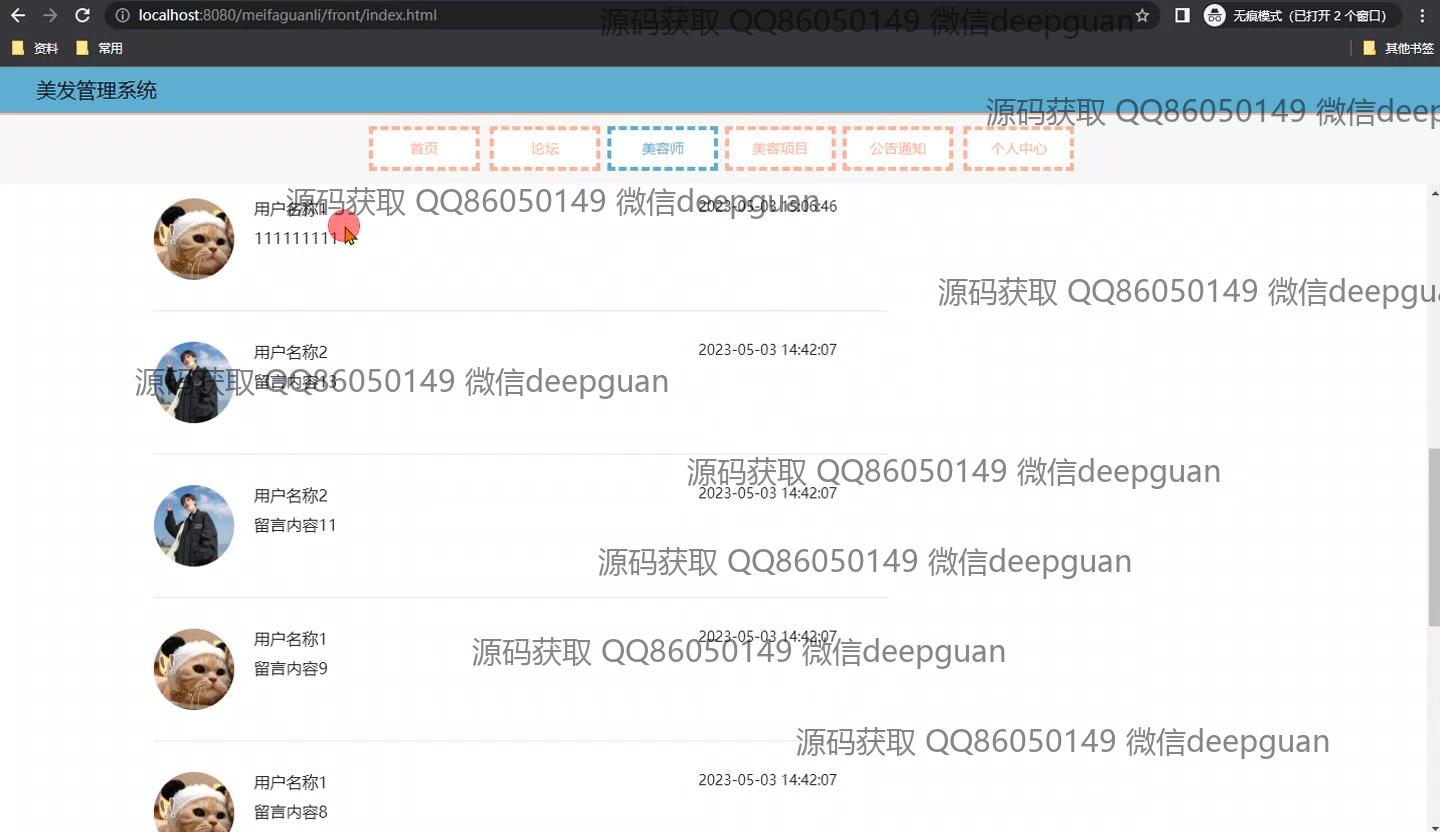 localhost:8080/meifaguanli/front/index.html
无痕模式（已打开 2 个窗口）
资料
常用
其他书签
源码获取 QQ86050149 微信deepguan
美发管理系统
源码获取 QQ86050149 微信deep
首页
论坛
美容师
美容项目
公告通知
个人中心
源码获取 QQ86050149 微信deepguan
用户名称1
2023-05-03 15:06:46
111111111
源码获取 QQ86050149 微信deepgua
用户名称2
2023-05-03 14:42:07
留言内容13
源码获取 QQ86050149 微信deepguan
源码获取 QQ86050149 微信deepguan
用户名称2
2023-05-03 14:42:07
留言内容11
源码获取 QQ86050149 微信deepguan
用户名称1
2023-05-03 14:42:07
源码获取 QQ86050149 微信deepguan
留言内容9
源码获取 QQ86050149 微信deepguan
用户名称1
2023-05-03 14:42:07
留言内容8